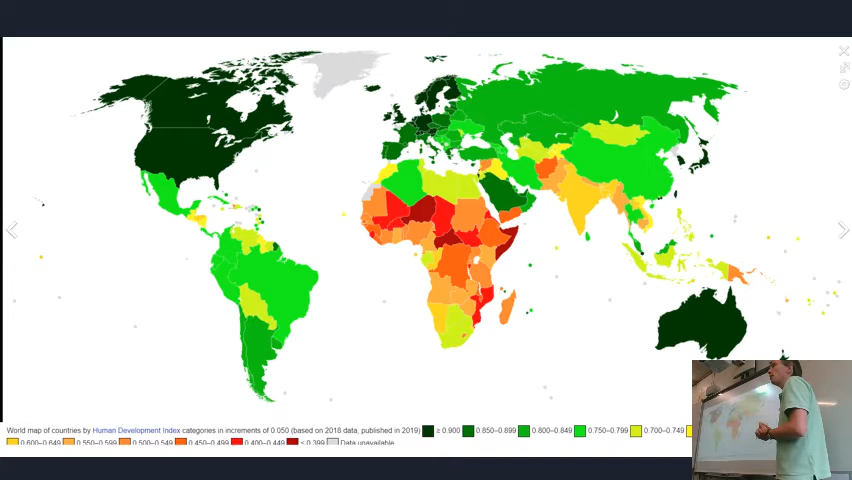 World map of countries by Human Development Index categories in increments of 0.050 (based on 2018 data, published in 2019) ≥ 0.900 0.850–0.899 0.800–0.849 0.750–0.799 0.700–0.749
0.600–0.649 0.550–0.599 0.500–0.549 0.450–0.499 0.400–0.449 ≤ 0.399 Data unavailable